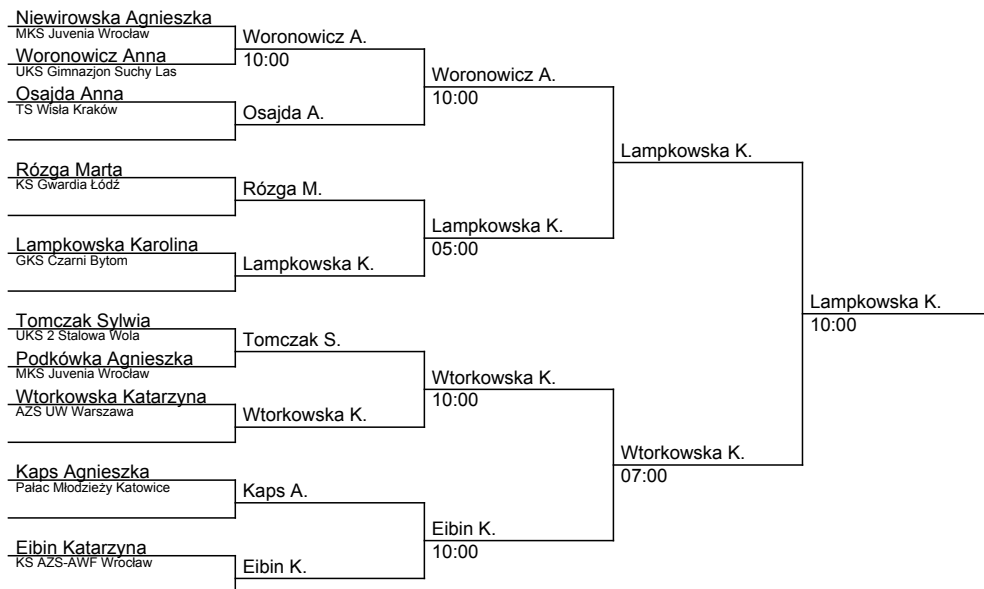 Niewirowska Agnieszka
MKS Juvenia Wrocław
Woronowicz Anna
UKS Gimnazjon Suchy Las
Osajda Anna
TS Wisła Kraków
Rózga Marta
KS Gwardia Łódź
Lampkowska Karolina
GKS Czarni Bytom
Tomczak Sylwia
UKS 2 Stalowa Wola
Podkówka Agnieszka
MKS Juvenia Wrocław
Wtorkowska Katarzyna
AZS UW Warszawa
Kaps Agnieszka
Pałac Młodzieży Katowice
Eibin Katarzyna
KS AZS-AWF Wrocław
Woronowicz A.
10:00
Osajda A.
Rózga M.
Lampkowska K.
Tomczak S.
Wtorkowska K.
Kaps A.
Eibin K.
Woronowicz A.
10:00
Lampkowska K.
05:00
Wtorkowska K.
10:00
Eibin K.
10:00
Lampkowska K.
Wtorkowska K.
07:00
Lampkowska K.
10:00